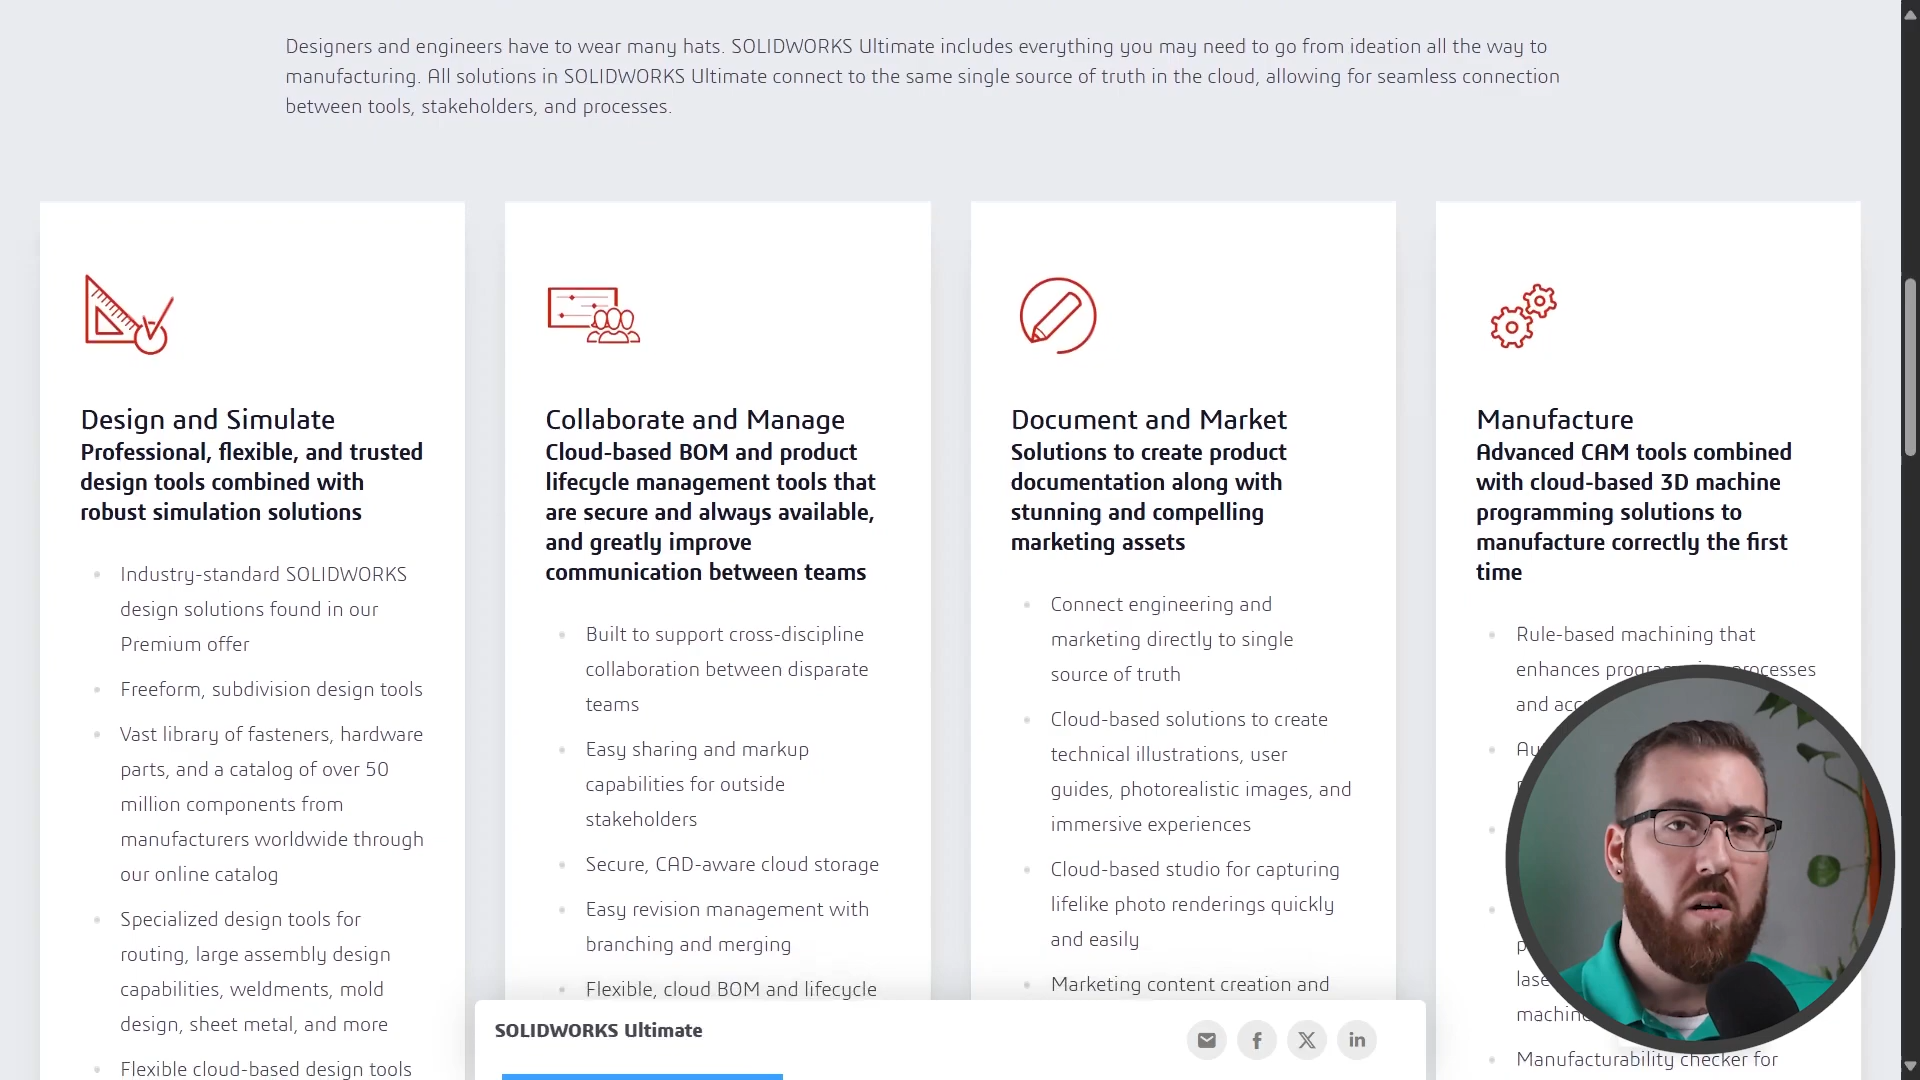 Designers and engineers have to wear many hats. SOLIDWORKS Ultimate includes everything you may need to go from ideation all the way to
manufacturing. All solutions in SOLIDWORKS Ultimate connect to the same single source of truth in the cloud, allowing for seamless connection
between tools, stakeholders, and processes.
Design and Simulate
Professional, flexible, and trusted
design tools combined with
robust simulation solutions
Industry-standard SOLIDWORKS
design solutions found in our
Premium offer
Freeform, subdivision design tools
Vast library of fasteners, hardware
parts, and a catalog of over 50
million components from
manufacturers worldwide through
our online catalog
Specialized design tools for
routing, large assembly design
capabilities, weldments, mold
design, sheet metal, and more
Flexible cloud-based design tools
Collaborate and Manage
Cloud-based BOM and product
lifecycle management tools that
are secure and always available,
and greatly improve
communication between teams
Built to support cross-discipline
collaboration between disparate
teams
Easy sharing and markup
capabilities for outside
stakeholders
Secure, CAD-aware cloud storage
Easy revision management with
branching and merging
Flexible, cloud BOM and lifecycle
Document and Market
Solutions to create product
documentation along with
stunning and compelling
marketing assets
Connect engineering and
marketing directly to single
source of truth
Cloud-based solutions to create
technical illustrations, user
guides, photorealistic images, and
immersive experiences
Cloud-based studio for capturing
lifelike photo renderings quickly
and easily
Marketing content creation and
Manufacture
Advanced CAM tools combined
with cloud-based 3D machine
programming solutions to
manufacture correctly the first
time
Rule-based machining that
enhances processes
and
Manufacturability checker for
SOLIDWORKS Ultimate